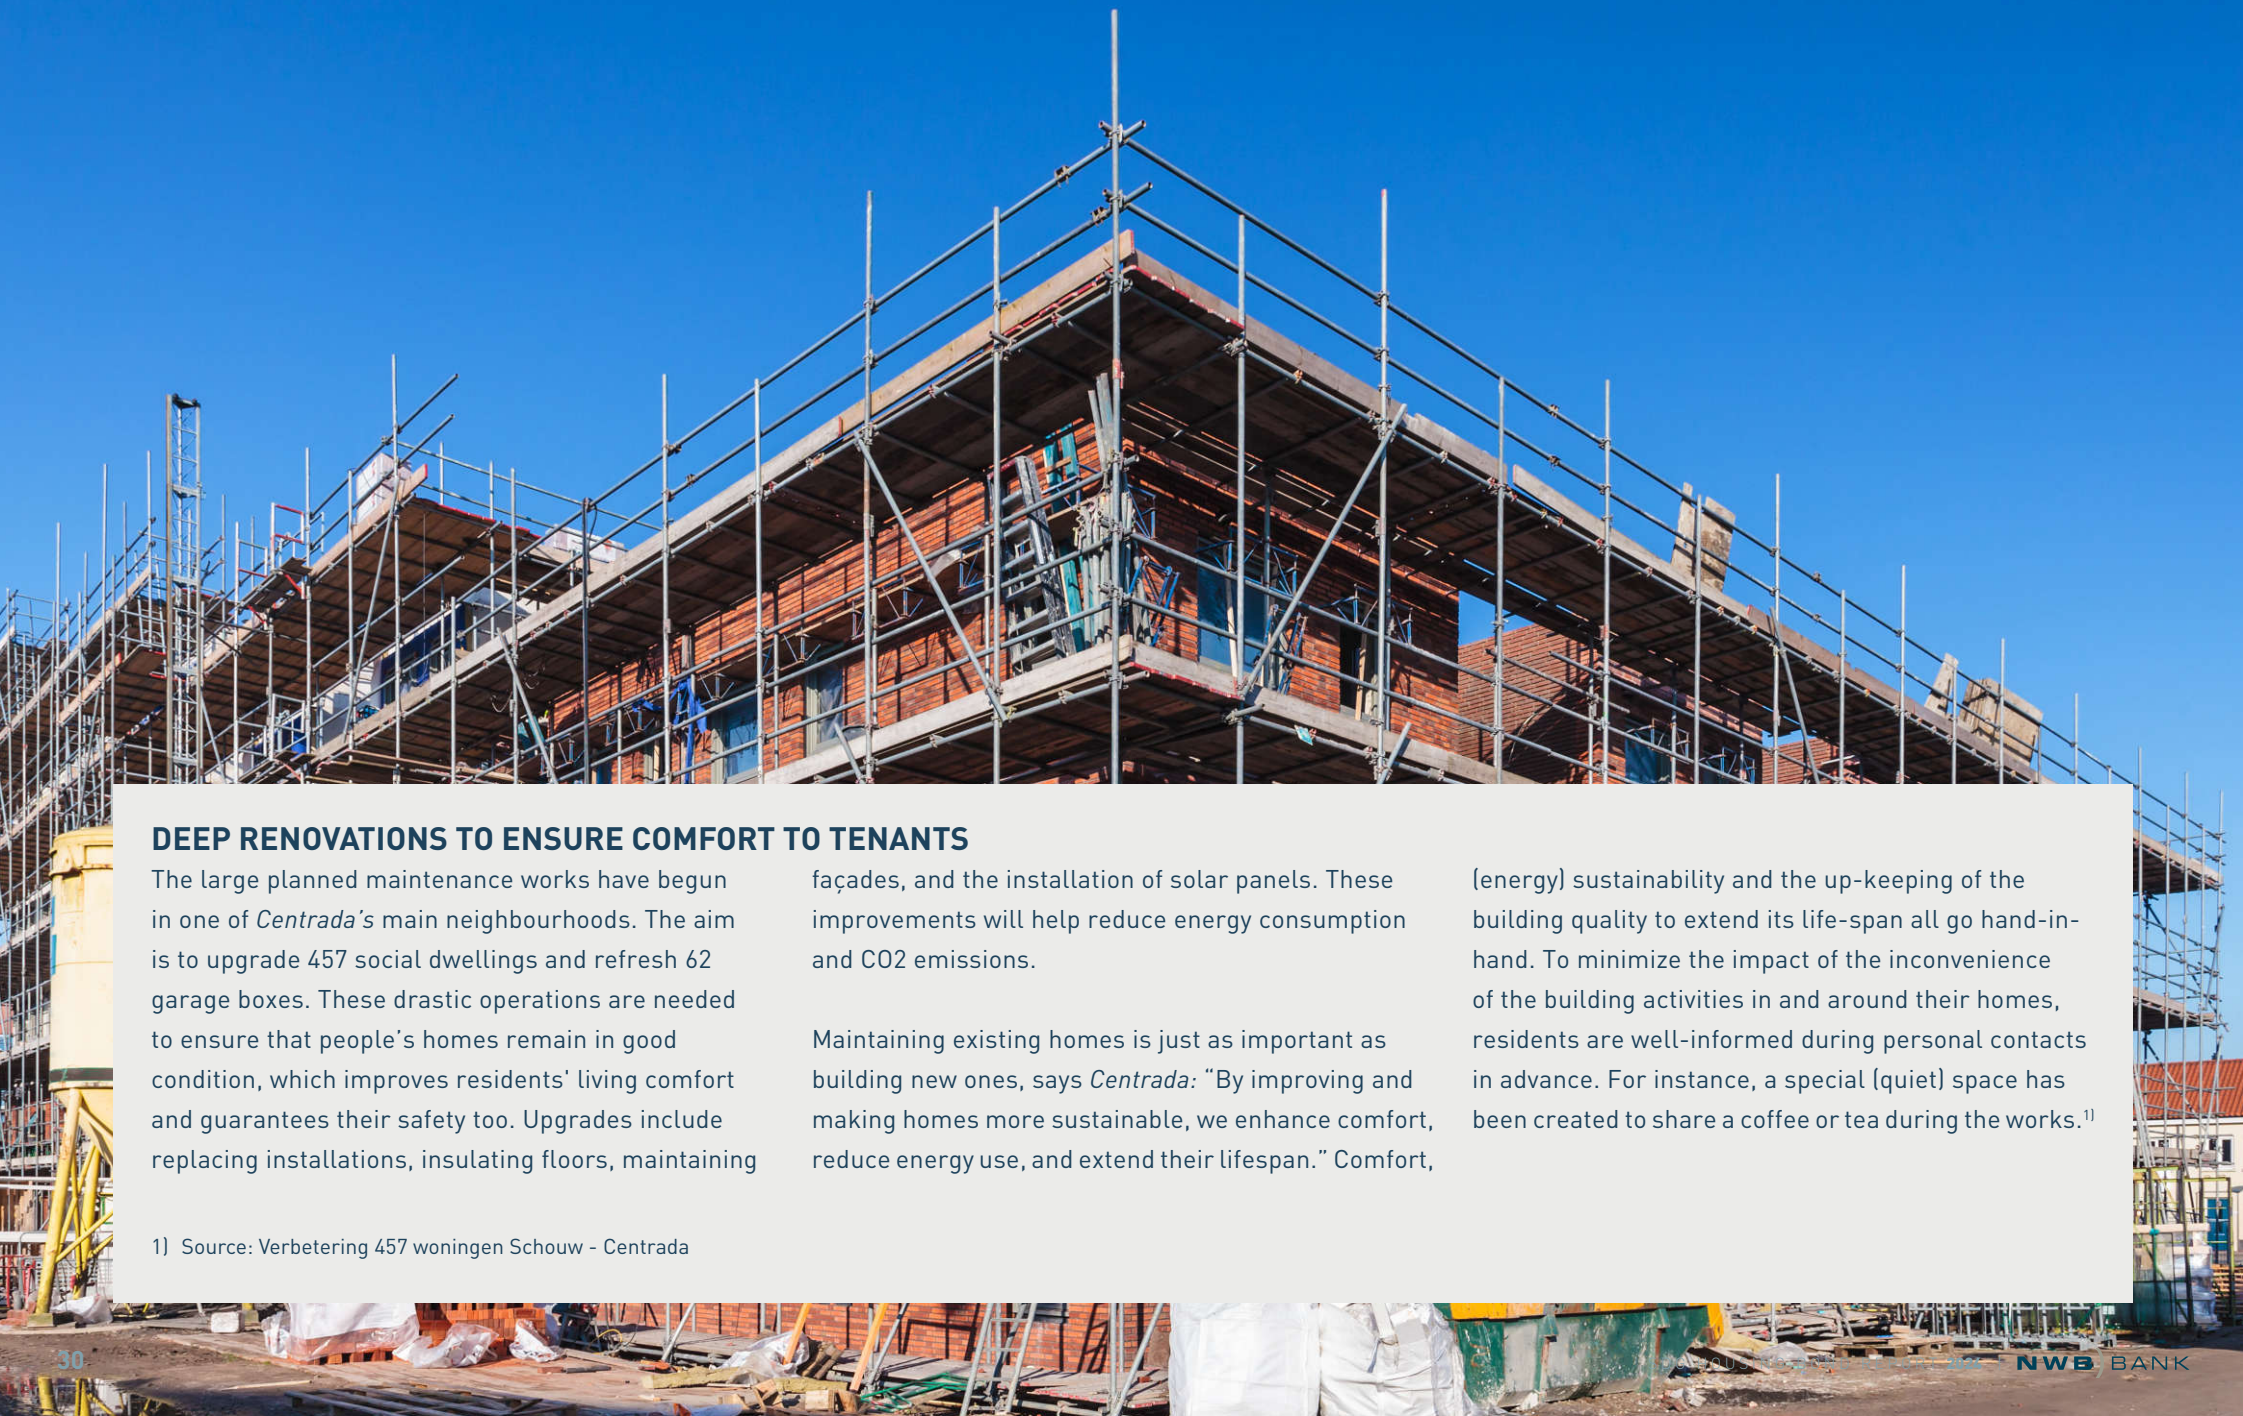 DEEP RENOVATIONS TO ENSURE COMFORT TO TENANTS
The large planned maintenance works have begun
in one of Centrada’s main neighbourhoods. The aim
is to upgrade 457 social dwellings and refresh 62
garage boxes. These drastic operations are needed
to ensure that people’s homes remain in good
condition, which improves residents' living comfort
and guarantees their safety too. Upgrades include
replacing installations, insulating floors, maintaining
façades, and the installation of solar panels. These
improvements will help reduce energy consumption
and CO2 emissions.
Maintaining existing homes is just as important as
building new ones, says Centrada: “By improving and
making homes more sustainable, we enhance comfort,
reduce energy use, and extend their lifespan.” Comfort,
(energy) sustainability and the up-keeping of the
building quality to extend its life-span all go hand-in-
hand. To minimize the impact of the inconvenience
of the building activities in and around their homes,
residents are well-informed during personal contacts
in advance. For instance, a special (quiet) space has
been created to share a coffee or tea during the works.1)
1) Source: Verbetering 457 woningen Schouw - Centrada
30
NWB BANK